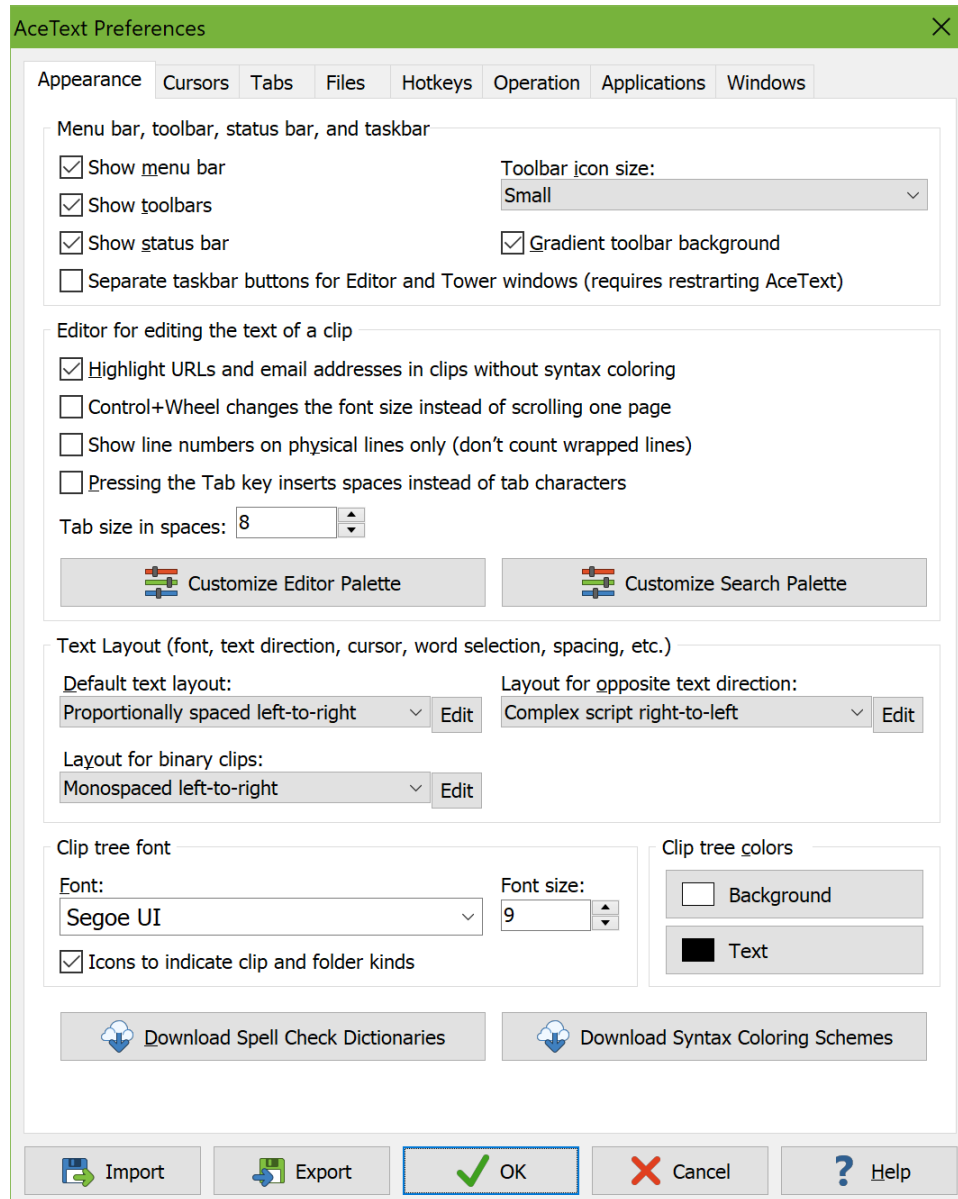 AceText Preferences
Appearance Cursors Tabs Files Hotkeys Operation Applications Windows
Menu bar, toolbar, status bar, and taskbar
Show menu bar
Toolbar icon size:
Small
Show toolbars
Show status bar
Gradient toolbar background
Separate taskbar buttons for Editor and Tower windows (requires restrarting AceText)
Editor for editing the text of a clip
Highlight URLs and email addresses in clips without syntax coloring
Control+Wheel changes the font size instead of scrolling one page
Show line numbers on physical lines only (don't count wrapped lines)
Pressing the Tab key inserts spaces instead of tab characters
Tab size in spaces: 8
Customize Editor Palette Customize Search Palette
Text Layout (font, text direction, cursor, word selection, spacing, etc.)
Default text layout: Layout for opposite text direction:
Proportionally spaced left-to-right Edit Complex script right-to-left Edit
Layout for binary clips:
Monospaced left-to-right Edit
Clip tree font
Font: Font size:
Segoe UI 9
Icons to indicate clip and folder kinds
Clip tree colors
Background
Text
Download Spell Check Dictionaries Download Syntax Coloring Schemes
Import Export OK Cancel ? Help